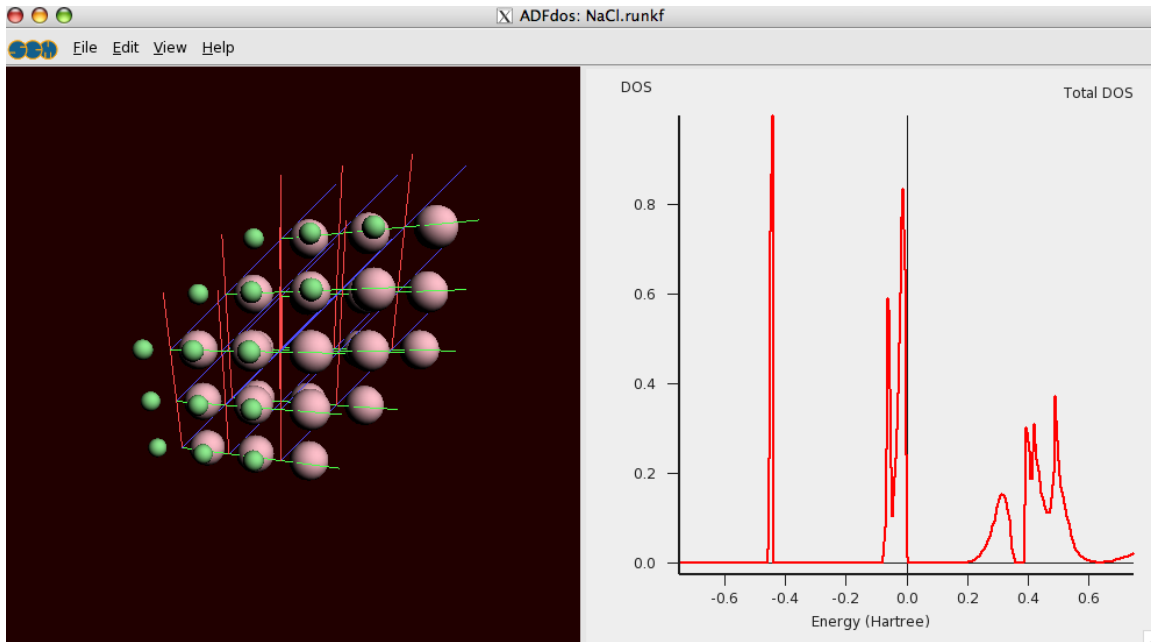 ADFdos: NaCl.runkf
SCM File Edit View Help
DOS
Total DOS
0.8
0.6
0.4
0.2
0.0
-0.6 -0.4 -0.2 0.0 0.2 0.4 0.6
Energy (Hartree)